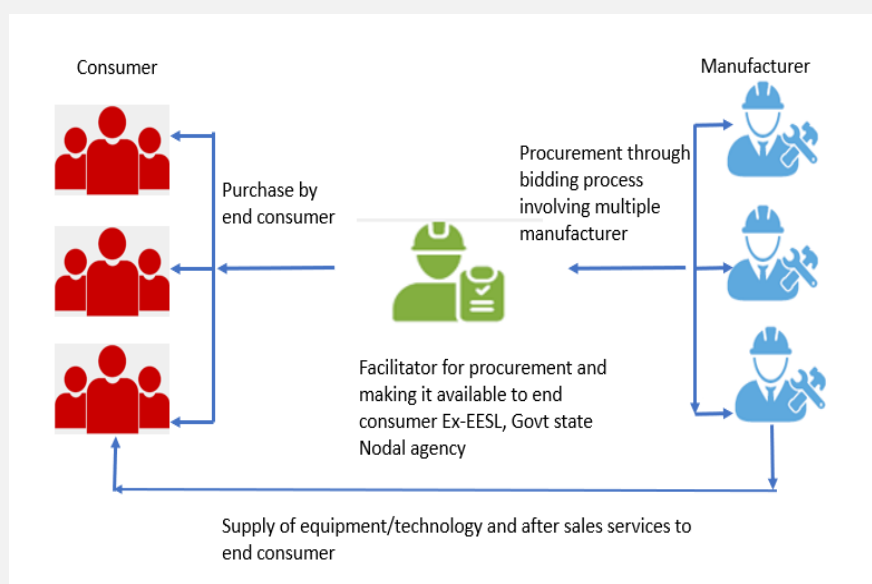 Consumer
Manufacturer
Purchase by
end consumer
Procurement through
bidding process
involving multiple
manufacturer
Facilitator for procurement and
making it available to end
consumer Ex-EESL, Govt state
Nodal agency
Supply of equipment/technology and after sales services to
end consumer